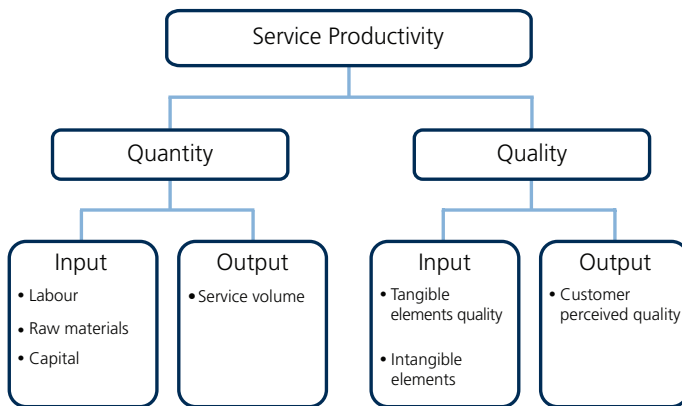 Service Productivity
Quantity
Quality
Input
• Labour
• Raw materials
• Capital
Output
• Service volume
Input
• Tangible
elements quality
• Intangible
elements
Output
• Customer
perceived quality